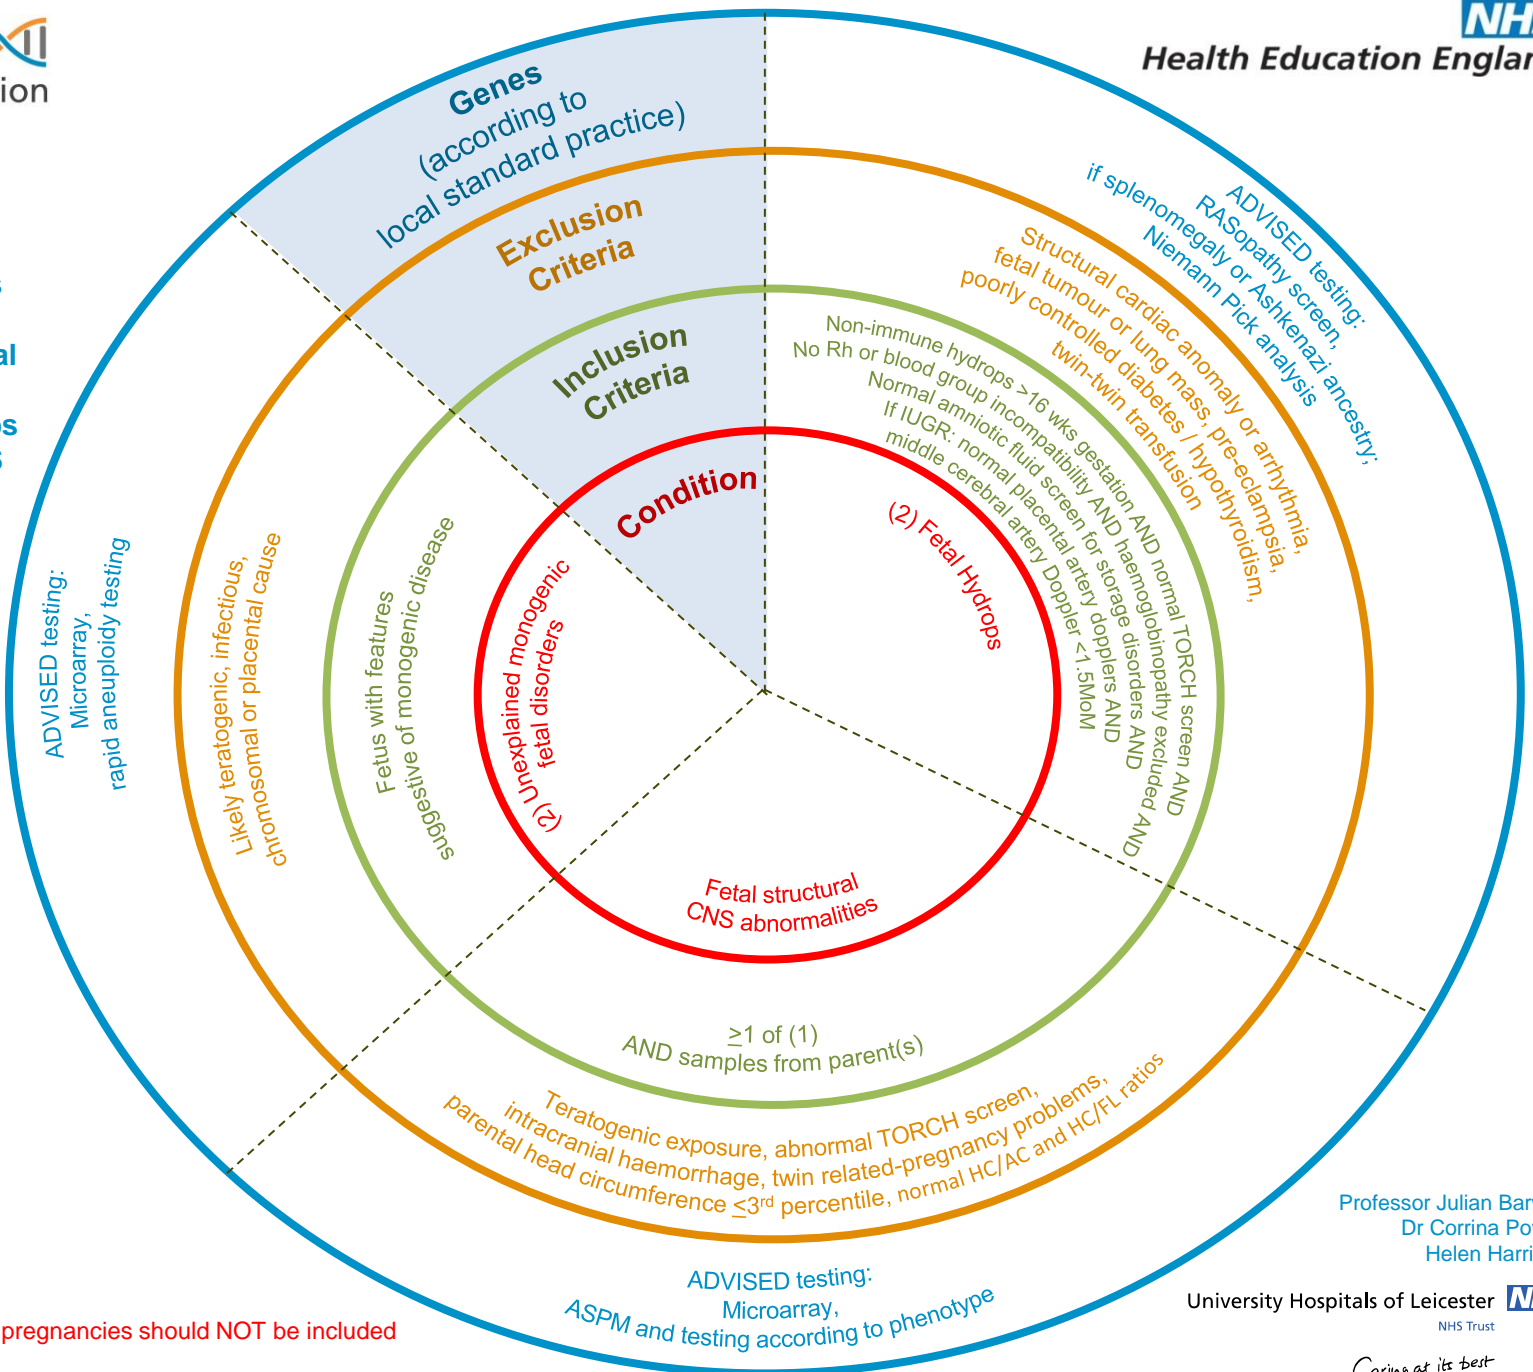 NH
Health Education Englan
ion
al
os
Genes
(according to
local standard practice)
Exclusion
Criteria
Inclusion
Criteria
Condition
(2) Fetal Hydrops
Non-immune hydrops >16 wks gestation AND normal TORCH screen AND
No Rh or blood group incompatibility AND haemoglobinopathy excluded AND
Normal amniotic fluid screen for storage disorders AND
If IUGR: normal placental artery dopplers AND
middle cerebral artery Doppler <1.5MoM
Structural cardiac anomaly or arrhythmia,
fetal tumour or lung mass, pre-eclampsia,
poorly controlled diabetes / hypothyroidism,
twin-twin transfusion
ADVISED testing:
RASopathy screen,
if splenomegaly or Ashkenazi ancestry;
Niemann Pick analysis
Fetal structural
CNS abnormalities
≥1 of (1)
AND samples from parent(s)
Teratogenic exposure, abnormal TORCH screen,
intracranial haemorrhage, twin related-pregnancy problems,
parental head circumference ≤3rd percentile, normal HC/AC and HC/FL ratios
ADVISED testing:
Microarray,
ASPM and testing according to phenotype
(2) Unexplained monogenic
fetal disorders
Fetus with features
suggestive of monogenic disease
Likely teratogenic, infectious,
chromosomal or placental cause
ADVISED testing:
Microarray,
rapid aneuploidy testing
Professor Julian Bar
Dr Corrina Po
Helen Harri
University Hospitals of Leicester N
NHS Trust
Caring at its best
pregnancies should NOT be included